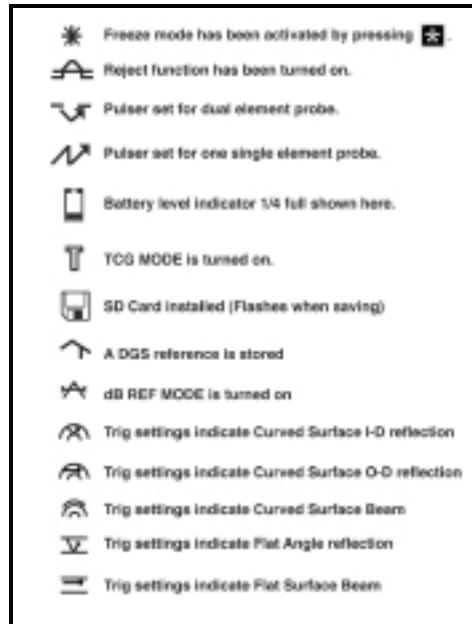 Freeze mode has been activated by pressing * .
Reject function has been turned on.
Pulser set for dual element probe.
Pulser set for one single element probe.
Battery level indicator 1/4 full shown here.
TCG MODE is turned on.
SD Card installed (Flashes when saving)
A DGS reference is stored
dB REF MODE is turned on
Trig settings indicate Curved Surface I-D reflection
Trig settings indicate Curved Surface O-D reflection
Trig settings indicate Curved Surface Beam
Trig settings indicate Flat Angle reflection
Trig settings indicate Flat Surface Beam